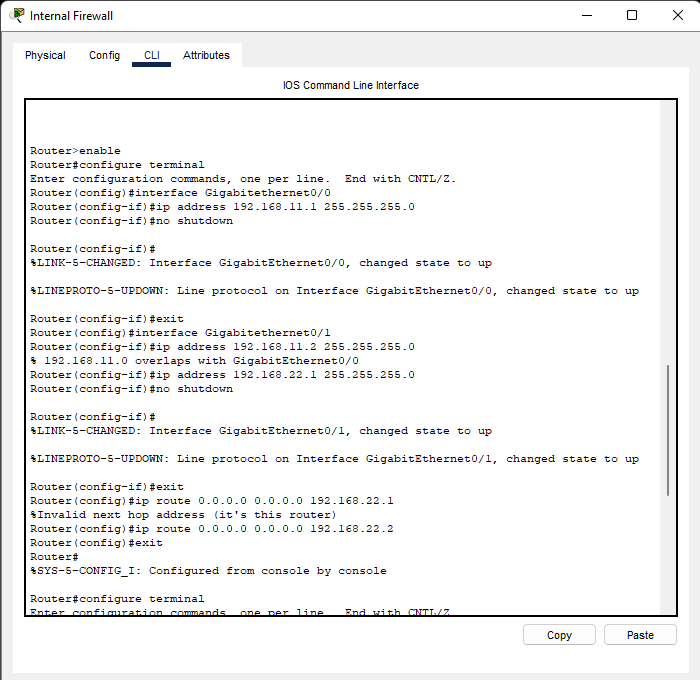 Internal Firewall
Physical Config CLI Attributes
IOS Command Line Interface
Router>enable
Router#configure terminal
Enter configuration commands, one per line.  End with CNTL/Z.
Router(config)#interface Gigabitethernet0/0
Router(config-if)#ip address 192.168.11.1 255.255.255.0
Router(config-if)#no shutdown
Router(config-if)#
%LINK-5-CHANGED: Interface GigabitEthernet0/0, changed state to up
%LINEPROTO-5-UPDOWN: Line protocol on Interface GigabitEthernet0/0, changed state to up
Router(config-if)#exit
Router(config)#interface Gigabitethernet0/1
Router(config-if)#ip address 192.168.11.2 255.255.255.0
% 192.168.11.0 overlaps with GigabitEthernet0/0
Router(config-if)#ip address 192.168.22.1 255.255.255.0
Router(config-if)#no shutdown
Router(config-if)#
%LINK-5-CHANGED: Interface GigabitEthernet0/1, changed state to up
%LINEPROTO-5-UPDOWN: Line protocol on Interface GigabitEthernet0/1, changed state to up
Router(config-if)#exit
Router(config)#ip route 0.0.0.0 0.0.0.0 192.168.22.1
%Invalid next hop address (it's this router)
Router(config)#ip route 0.0.0.0 0.0.0.0 192.168.22.2
Router(config)#exit
Router#
%SYS-5-CONFIG_I: Configured from console by console
Router#configure terminal
Enter configuration commands, one per line.  End with CNTL/Z.
Copy Paste